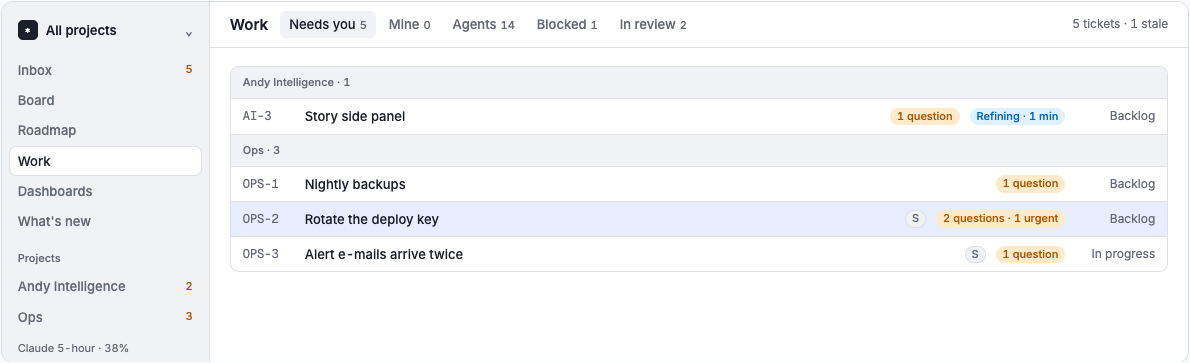 All projects
Work
Needs you 5
Mine 0
Agents 14
Blocked 1
In review 2
5 tickets · 1 stale
Inbox 5
Board
Roadmap
Work
Dashboards
What's new
Projects
Andy Intelligence 2
Ops 3
Claude 5-hour · 38%
Andy Intelligence · 1
AI-3 Story side panel 1 question Refining · 1 min Backlog
Ops · 3
OPS-1 Nightly backups 1 question Backlog
OPS-2 Rotate the deploy key S 2 questions · 1 urgent Backlog
OPS-3 Alert e-mails arrive twice S 1 question In progress